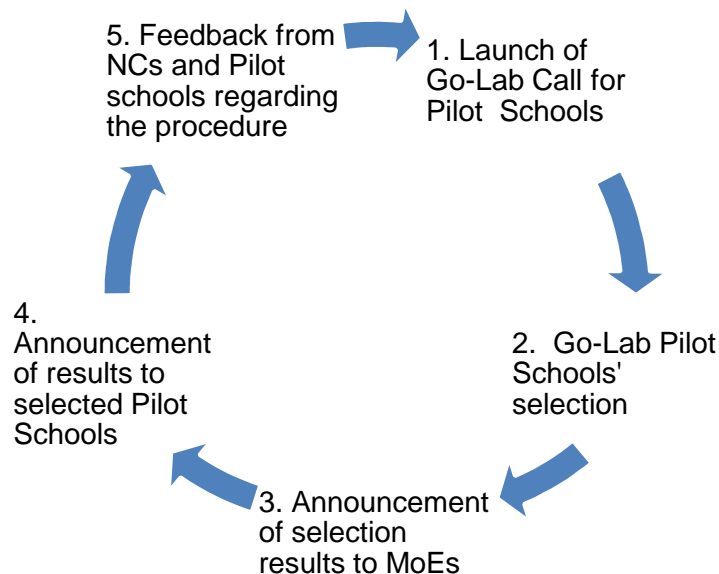 1. Launch of
Go-Lab Call for
Pilot  Schools
2.  Go-Lab Pilot
Schools'
selection
3. Announcement
of selection
results to MoEs
4.
Announcement
of results to
selected Pilot
Schools
5. Feedback from
NCs and Pilot
schools regarding
the procedure